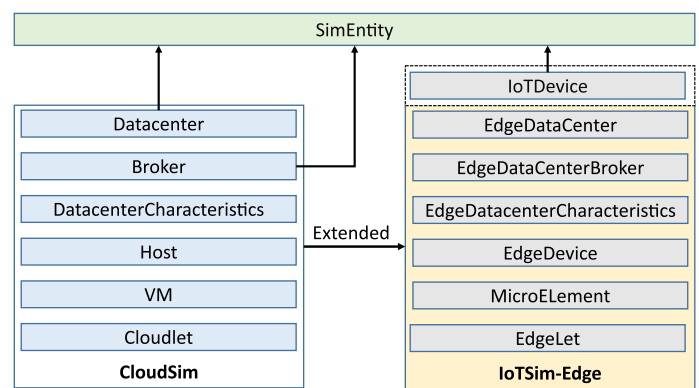 SimEntity
IoTDevice
Datacenter
EdgeDataCenter
Broker
EdgeDataCenterBroker
DatacenterCharacteristics
EdgeDatacenterCharacteristics
Extended
Host
EdgeDevice
VM
MicroELement
Cloudlet
EdgeLet
CloudSim
IoTSim-Edge